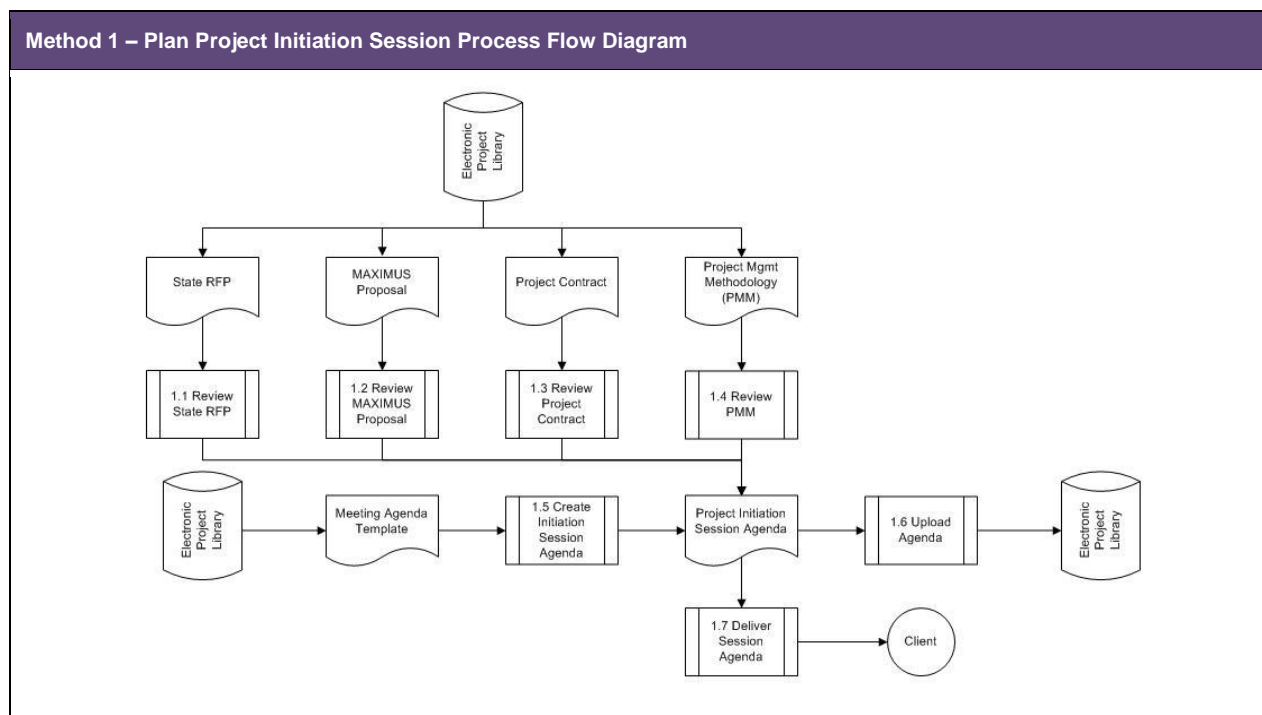 Method 1 – Plan Project Initiation Session Process Flow Diagram
Electronic
Project
Library
State RFP
MAXIMUS
Proposal
Project Contract
Project Mgmt
Methodology
(PMM)
1.1 Review
State RFP
1.2 Review
MAXIMUS
Proposal
1.3 Review
Project
Contract
1.4 Review
PMM
Electronic
Project
Library
Meeting Agenda
Template
1.5 Create
Initiation
Session
Agenda
Project Initiation
Session Agenda
1.6 Upload
Agenda
Electronic
Project
Library
1.7 Deliver
Session
Agenda
Client